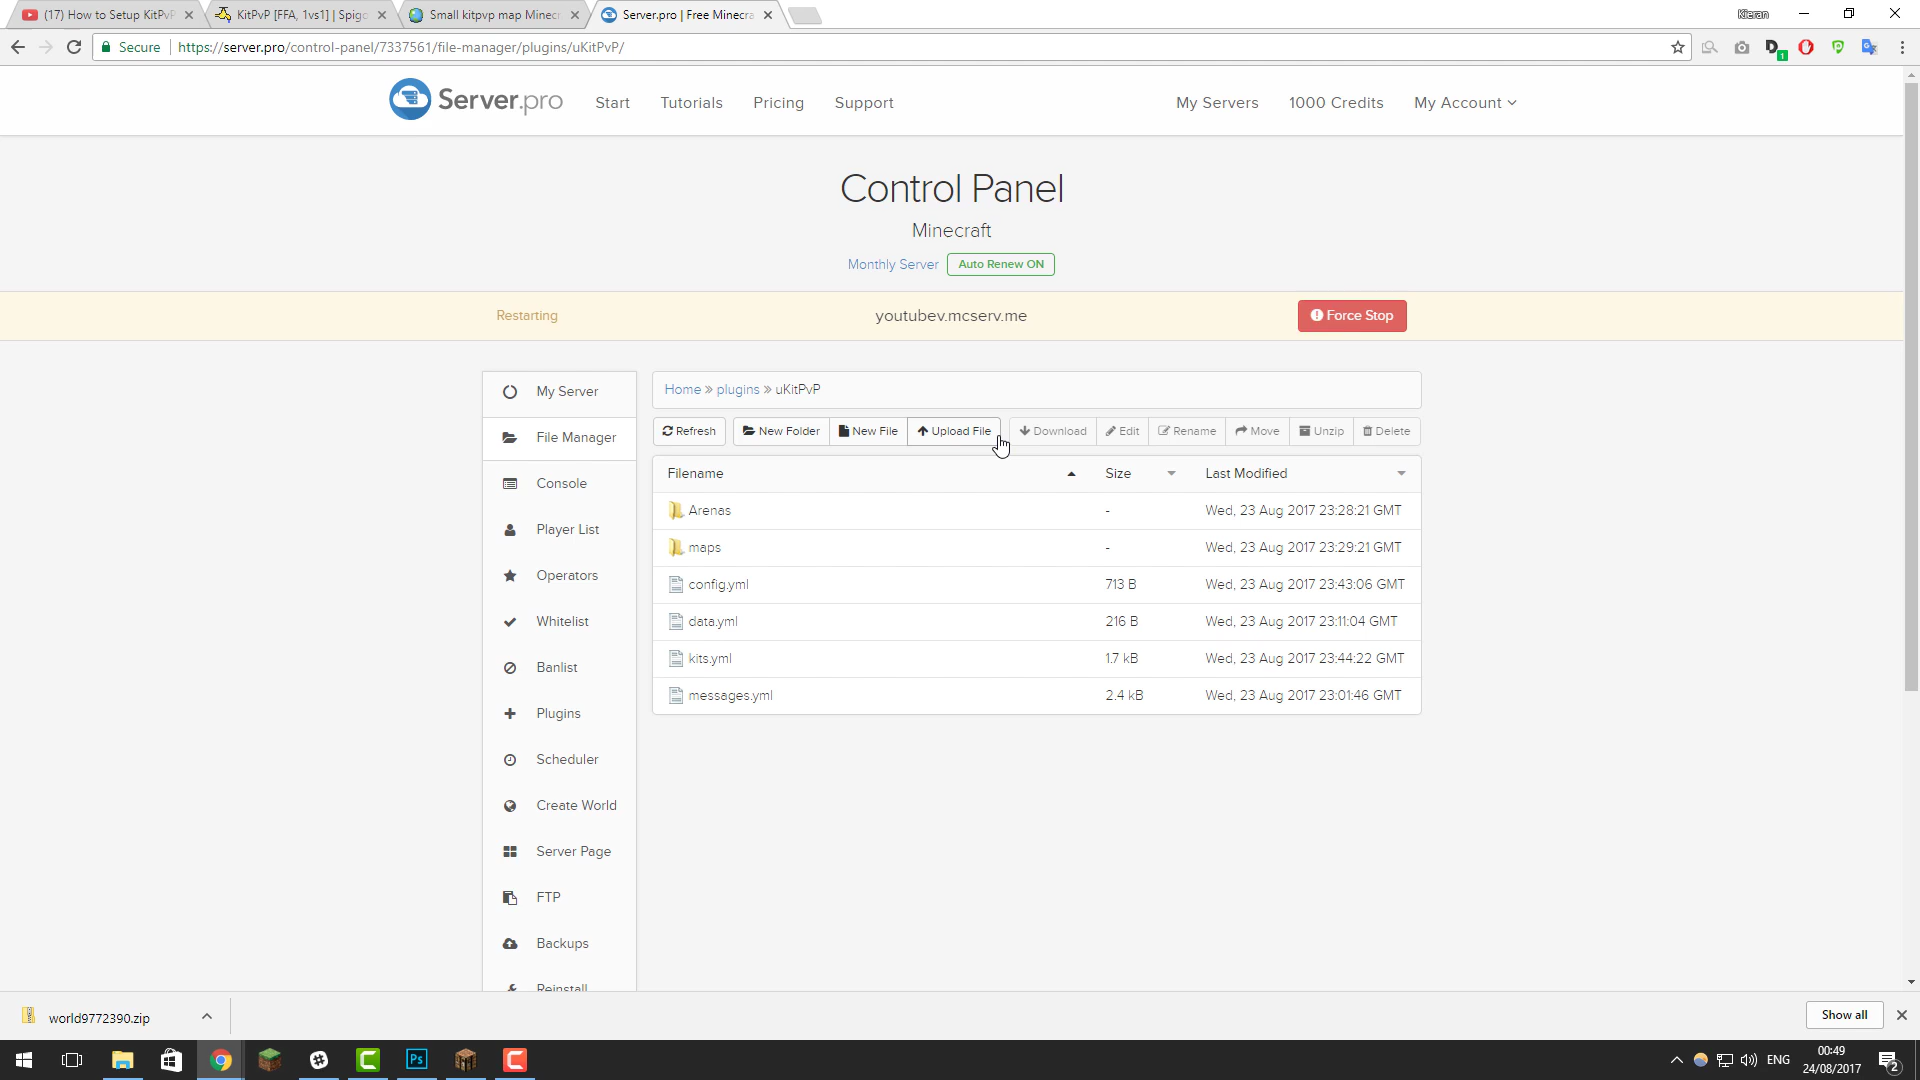 (17) How to Setup KitPvP
KitPvP [FFA, 1vs1] | Spigo
Small kitpvp map Minec
Server.pro | Free Minecra
Kieran
Secure
https://server.pro/control-panel/7337561/file-manager/plugins/uKitPvP/
1
Server.pro
Start
Tutorials
Pricing
Support
My Servers
1000 Credits
My Account
Control Panel
Minecraft
Monthly Server
Auto Renew ON
Restarting
youtubev.mcserv.me
Force Stop
My Server
File Manager
Console
Player List
Operators
Whitelist
Banlist
Plugins
Scheduler
Create World
Server Page
FTP
Backups
Reinstall
Home » plugins » uKitPvP
Refresh
New Folder
New File
Upload File
Download
Edit
Rename
Move
Unzip
Delete
Filename Size Last Modified
Arenas - Wed, 23 Aug 2017 23:28:21 GMT
maps - Wed, 23 Aug 2017 23:29:21 GMT
config.yml 713 B Wed, 23 Aug 2017 23:43:06 GMT
data.yml 216 B Wed, 23 Aug 2017 23:11:04 GMT
kits.yml 1.7 kB Wed, 23 Aug 2017 23:44:22 GMT
messages.yml 2.4 kB Wed, 23 Aug 2017 23:01:46 GMT
world9772390.zip
Show all
Ps
ENG
00:49
24/08/2017
2